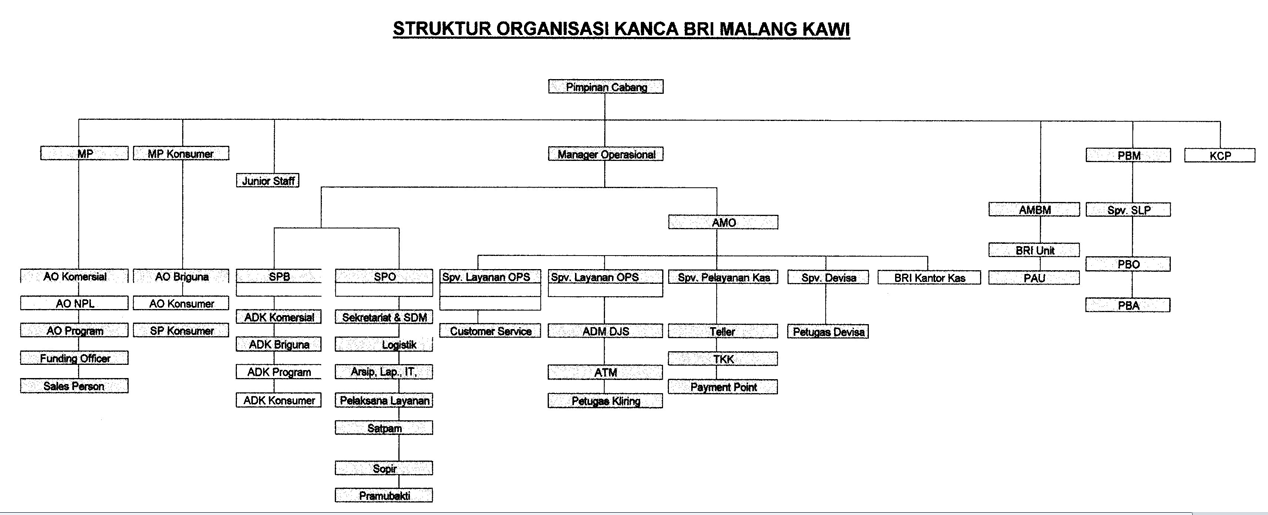 STRUKTUR ORGANISASI KANCA BRI MALANG KAWI
Pimpinan Cabang
MP
MP Konsumer
Manager Operasional
PBM
KCP
Junior Staff
AMO
AMBM
Spv. SLP
BRI Unit
PBO
PAU
PBA
AO Komersial
AO Briguna
SPB
SPO
Spv. Layanan OPS
Spv. Layanan OPS
Spv. Pelayanan Kas
Spv. Devisa
BRI Kantor Kas
AO NPL
AO Konsumer
ADK Komersial
Sekretariat & SDM
AO Program
SP Konsumer
Customer Service
ADM DJS
Teller
Petugas Devisa
ADK Briguna
Logistik
Funding Officer
TKK
ADK Program
Arsip, Lap., IT,
ATM
Sales Person
Payment Point
ADK Konsumer
Pelaksana Layanan
Petugas Kliring
Satpam
Sopir
Pramubakti